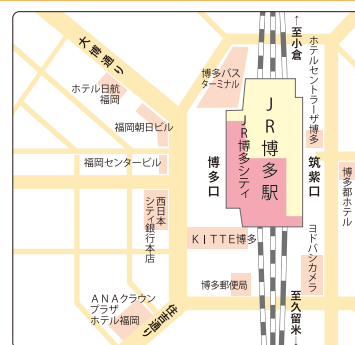 大博通り
ホテル日航
福岡
福岡朝日ビル
福岡センタービル
西日本
シティ銀行本店
ANAクラウン
プラザ
ホテル福岡
住吉通り
博多バス
ターミナル
博多口
JR博多シティ
JR博多駅
KITTE博多
博多郵便局
←至小倉
ホテルセントラーザ博多
筑紫口
博多都ホテル
ヨドバシカメラ
至久留米→